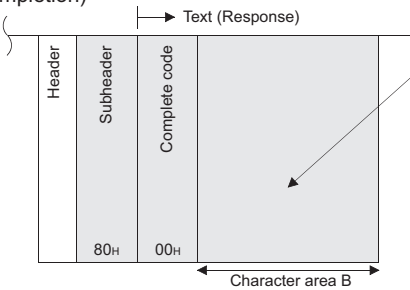 mpletion)
Text (Response)
Header
Subheader
Complete code
80H
00H
Character area B